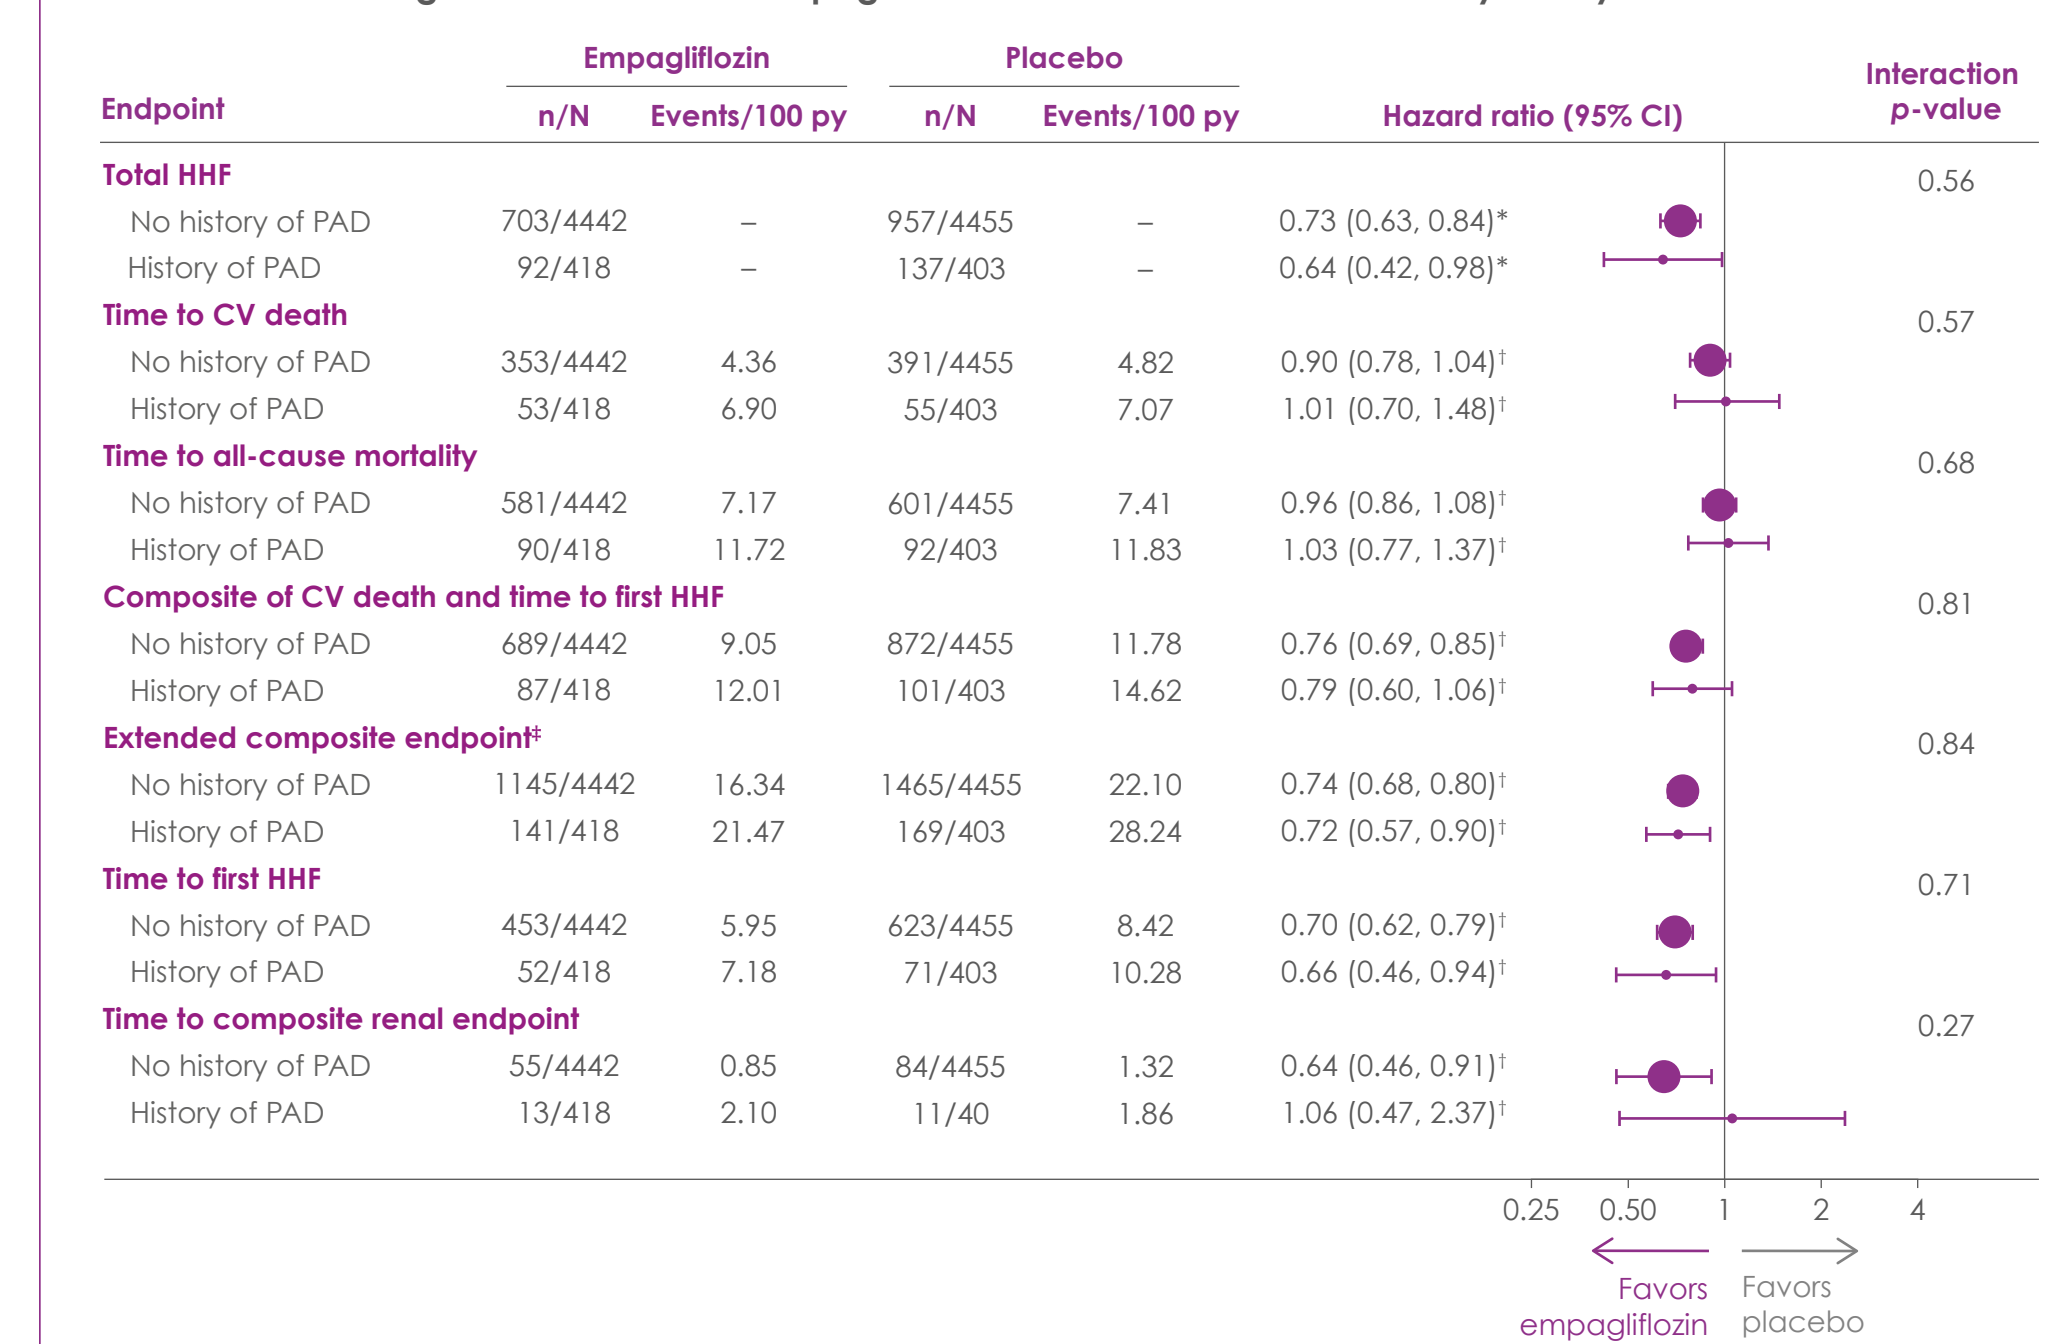 Empagliflozin Placebo Interaction
Endpoint n/N Events/100 py n/N Events/100 py Hazard ratio (95% CI) p-value
Total HHF 0.56
No history of PAD 703/4442 – 957/4455 – 0.73 (0.63, 0.84)*
History of PAD 92/418 – 137/403 – 0.64 (0.42, 0.98)*
Time to CV death 0.57
No history of PAD 353/4442 4.36 391/4455 4.82 0.90 (0.78, 1.04)†
History of PAD 53/418 6.90 55/403 7.07 1.01 (0.70, 1.48)†
Time to all-cause mortality 0.68
No history of PAD 581/4442 7.17 601/4455 7.41 0.96 (0.86, 1.08)†
History of PAD 90/418 11.72 92/403 11.83 1.03 (0.77, 1.37)†
Composite of CV death and time to first HHF 0.81
No history of PAD 689/4442 9.05 872/4455 11.78 0.76 (0.69, 0.85)†
History of PAD 87/418 12.01 101/403 14.62 0.79 (0.60, 1.06)†
Extended composite endpoint‡ 0.84
No history of PAD 1145/4442 16.34 1465/4455 22.10 0.74 (0.68, 0.80)†
History of PAD 141/418 21.47 169/403 28.24 0.72 (0.57, 0.90)†
Time to first HHF 0.71
No history of PAD 453/4442 5.95 623/4455 8.42 0.70 (0.62, 0.79)†
History of PAD 52/418 7.18 71/403 10.28 0.66 (0.46, 0.94)†
Time to composite renal endpoint 0.27
No history of PAD 55/4442 0.85 84/4455 1.32 0.64 (0.46, 0.91)†
History of PAD 13/418 2.10 11/40 1.86 1.06 (0.47, 2.37)†
0.25 0.50 1 2 4
Favors Favors
empagliflozin placebo